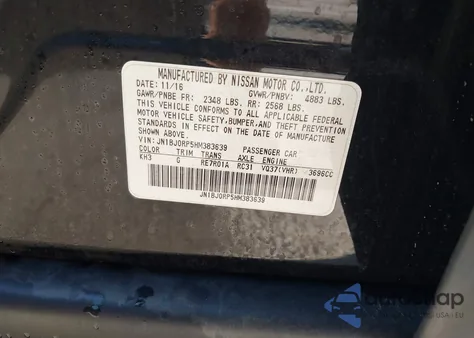 MANUFACTURED BY NISSAN MOTOR CO.,LTD.
DATE: 11/16 GVWR/PNBV: 4883 LBS.
GAWR/PNBE FR: 2348 LBS. RR: 2568 LBS.
THIS VEHICLE CONFORMS TO ALL APPLICABLE FEDERAL
MOTOR VEHICLE SAFETY,BUMPER,AND THEFT PREVENTION
STANDARDS IN EFFECT ON THE DATE OF
MANUFACTURE SHOWN ABOVE.
VIN: JN1BJ0RP5HM383639 PASSENGER CAR
COLOR TRIM TRANS AXLE ENGINE
KH3 G RE7R01A RC31 VQ37(VHR) 3696CC
JN1BJ0RP5HM383639